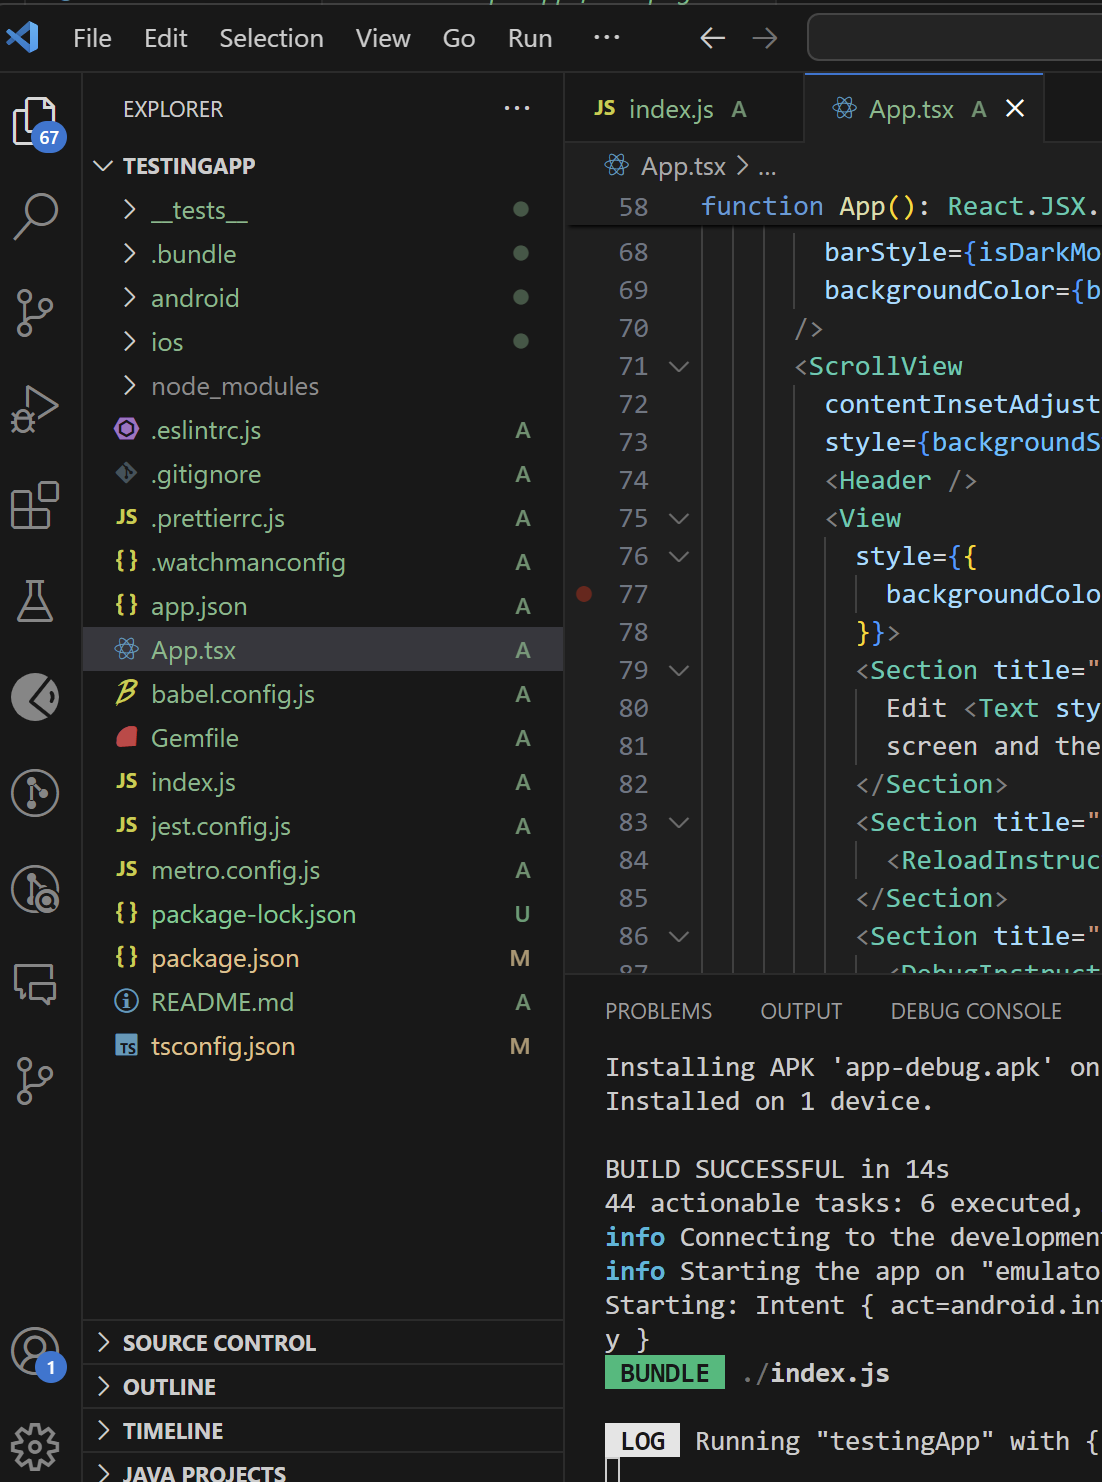 File Edit Selection View Go Run ···
EXPLORER ···
67
TESTINGAPP
__tests__
.bundle
android
ios
node_modules
.eslintrc.js A
.gitignore A
JS .prettierrc.js A
{} .watchmanconfig A
{} app.json A
App.tsx A
babel.config.js A
Gemfile A
JS index.js A
JS jest.config.js A
JS metro.config.js A
{} package-lock.json U
{} package.json M
README.md A
TS tsconfig.json M
SOURCE CONTROL
1
OUTLINE
TIMELINE
JAVA PROJECTS
JS index.js A App.tsx A
App.tsx > ...
58 function App(): React.JSX.
68 barStyle={isDarkMo
69 backgroundColor={b
70 />
71 <ScrollView
72 contentInsetAdjust
73 style={backgroundS
74 <Header />
75 <View
76 style={{
77 backgroundColo
78 }}>
79 <Section title="
80 Edit <Text sty
81 screen and the
82 </Section>
83 <Section title="
84 <ReloadInstruc
85 </Section>
86 <Section title="
87 <DebugInstruct
PROBLEMS OUTPUT DEBUG CONSOLE
Installing APK 'app-debug.apk' on
Installed on 1 device.
BUILD SUCCESSFUL in 14s
44 actionable tasks: 6 executed,
info Connecting to the developmen
info Starting the app on "emulato
Starting: Intent { act=android.in
y }
BUNDLE ./index.js
LOG Running "testingApp" with {